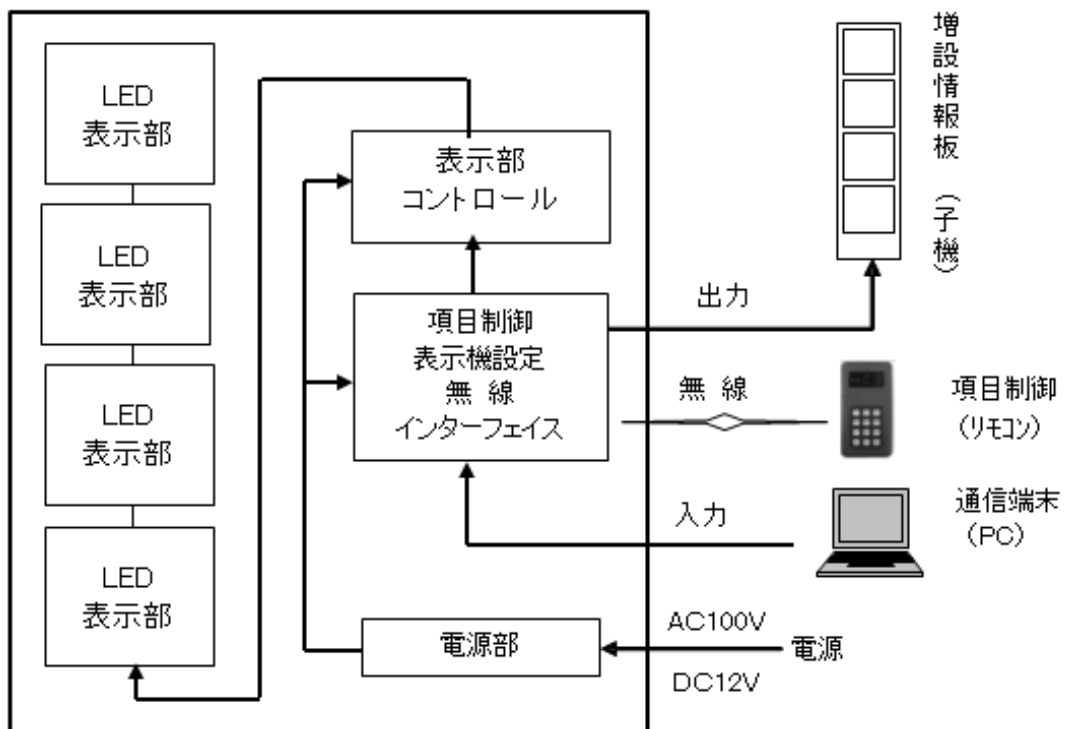 LED
表示部
LED
表示部
LED
表示部
LED
表示部
表示部
コントロール
項目制御
表示機設定
無 線
インターフェイス
電源部
増設情報板 (子機)
出力
無 線
項目制御
(リモコン)
入力
通信端末
(PC)
AC100V
電源
DC12V